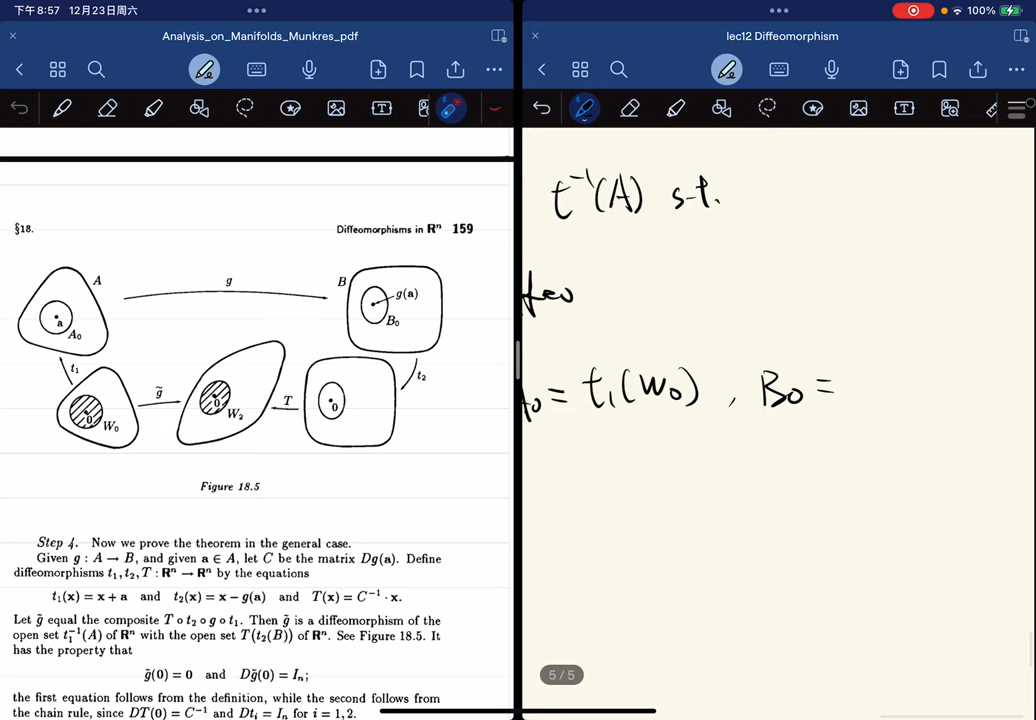 下午8:57 12月23日周六
100%
Analysis_on_Manifolds_Munkres_pdf
§18.
Diffeomorphisms in Rⁿ 159
A
g
B
g(a)
a
A₀
B₀
t₁
t₂
g̃
T
0
W₀
0
W₂
0
Figure 18.5
Step 4. Now we prove the theorem in the general case.
Given g : A → B, and given a ∈ A, let C be the matrix Dg(a). Define
diffeomorphisms t₁, t₂, T : Rⁿ → Rⁿ by the equations
t₁(x) = x + a and t₂(x) = x − g(a) and T(x) = C⁻¹ · x.
Let g̃ equal the composite T ∘ t₂ ∘ g ∘ t₁. Then g̃ is a diffeomorphism of the
open set t₁⁻¹(A) of Rⁿ with the open set T(t₂(B)) of Rⁿ. See Figure 18.5. It
has the property that
g̃(0) = 0 and Dg̃(0) = Iₙ;
the first equation follows from the definition, while the second follows from
the chain rule, since DT(0) = C⁻¹ and Dtᵢ = Iₙ for i = 1, 2.
lec12 Diffeomorphism
t⁻¹(A) s.t.
feo
A₀ = t₁(W₀) , B₀ =
5 / 5